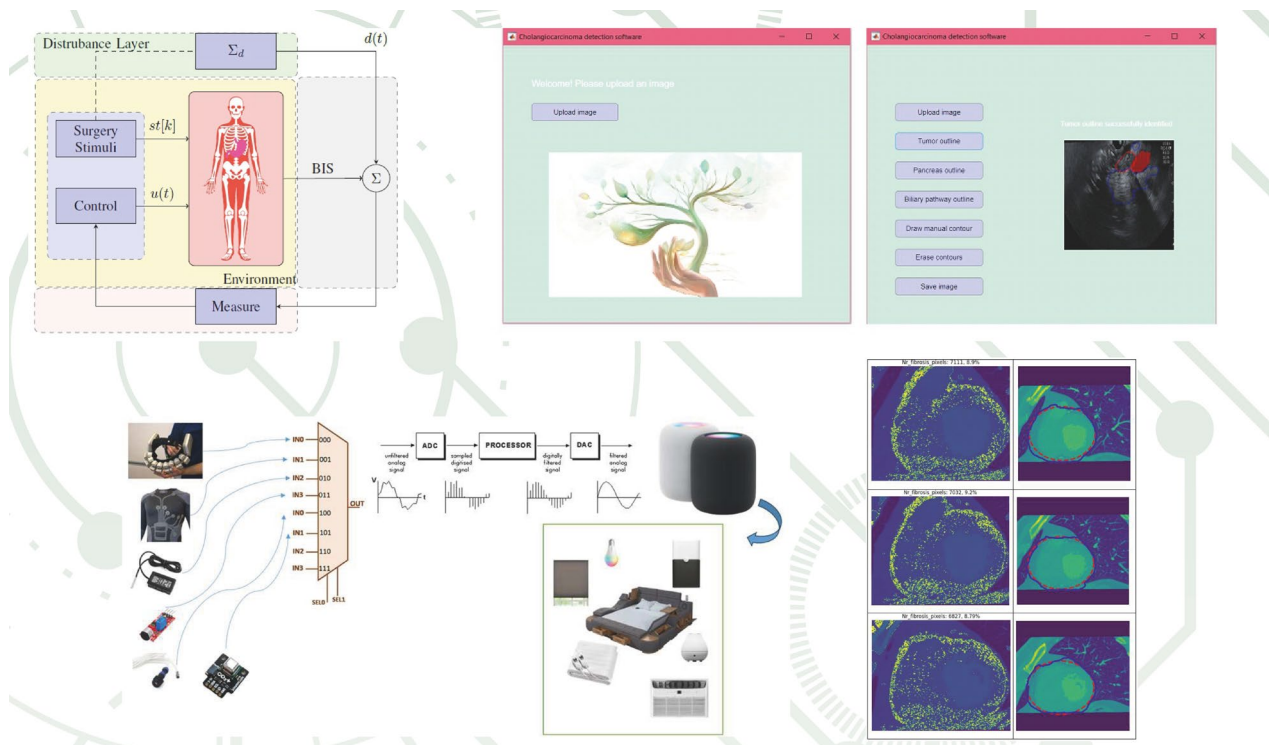 Distrubance Layer
Σd
d(t)
Surgery
Stimuli
st[k]
Control
u(t)
BIS
Σ
Environment
Measure
Cholangiocarcinoma detection software
Welcome! Please upload an image
Upload image
Cholangiocarcinoma detection software
Upload image
Tumor outline
Pancreas outline
Biliary pathway outline
Draw manual contour
Erase contours
Save image
Tumor outline successfully identified.
IN0 000
IN1 001
IN2 010
IN3 011
IN0 100
IN1 101
IN2 110
IN3 111
OUT
SEL0
SEL1
ADC
PROCESSOR
DAC
unfiltered
analog
signal
sampled
digitized
signal
digitally
filtered
signal
filtered
analog
signal
V
t
Nr_fibrosis_pixels: 7111, 8.9%
Nr_fibrosis_pixels: 7032, 9.2%
Nr_fibrosis_pixels: 6827, 8.79%